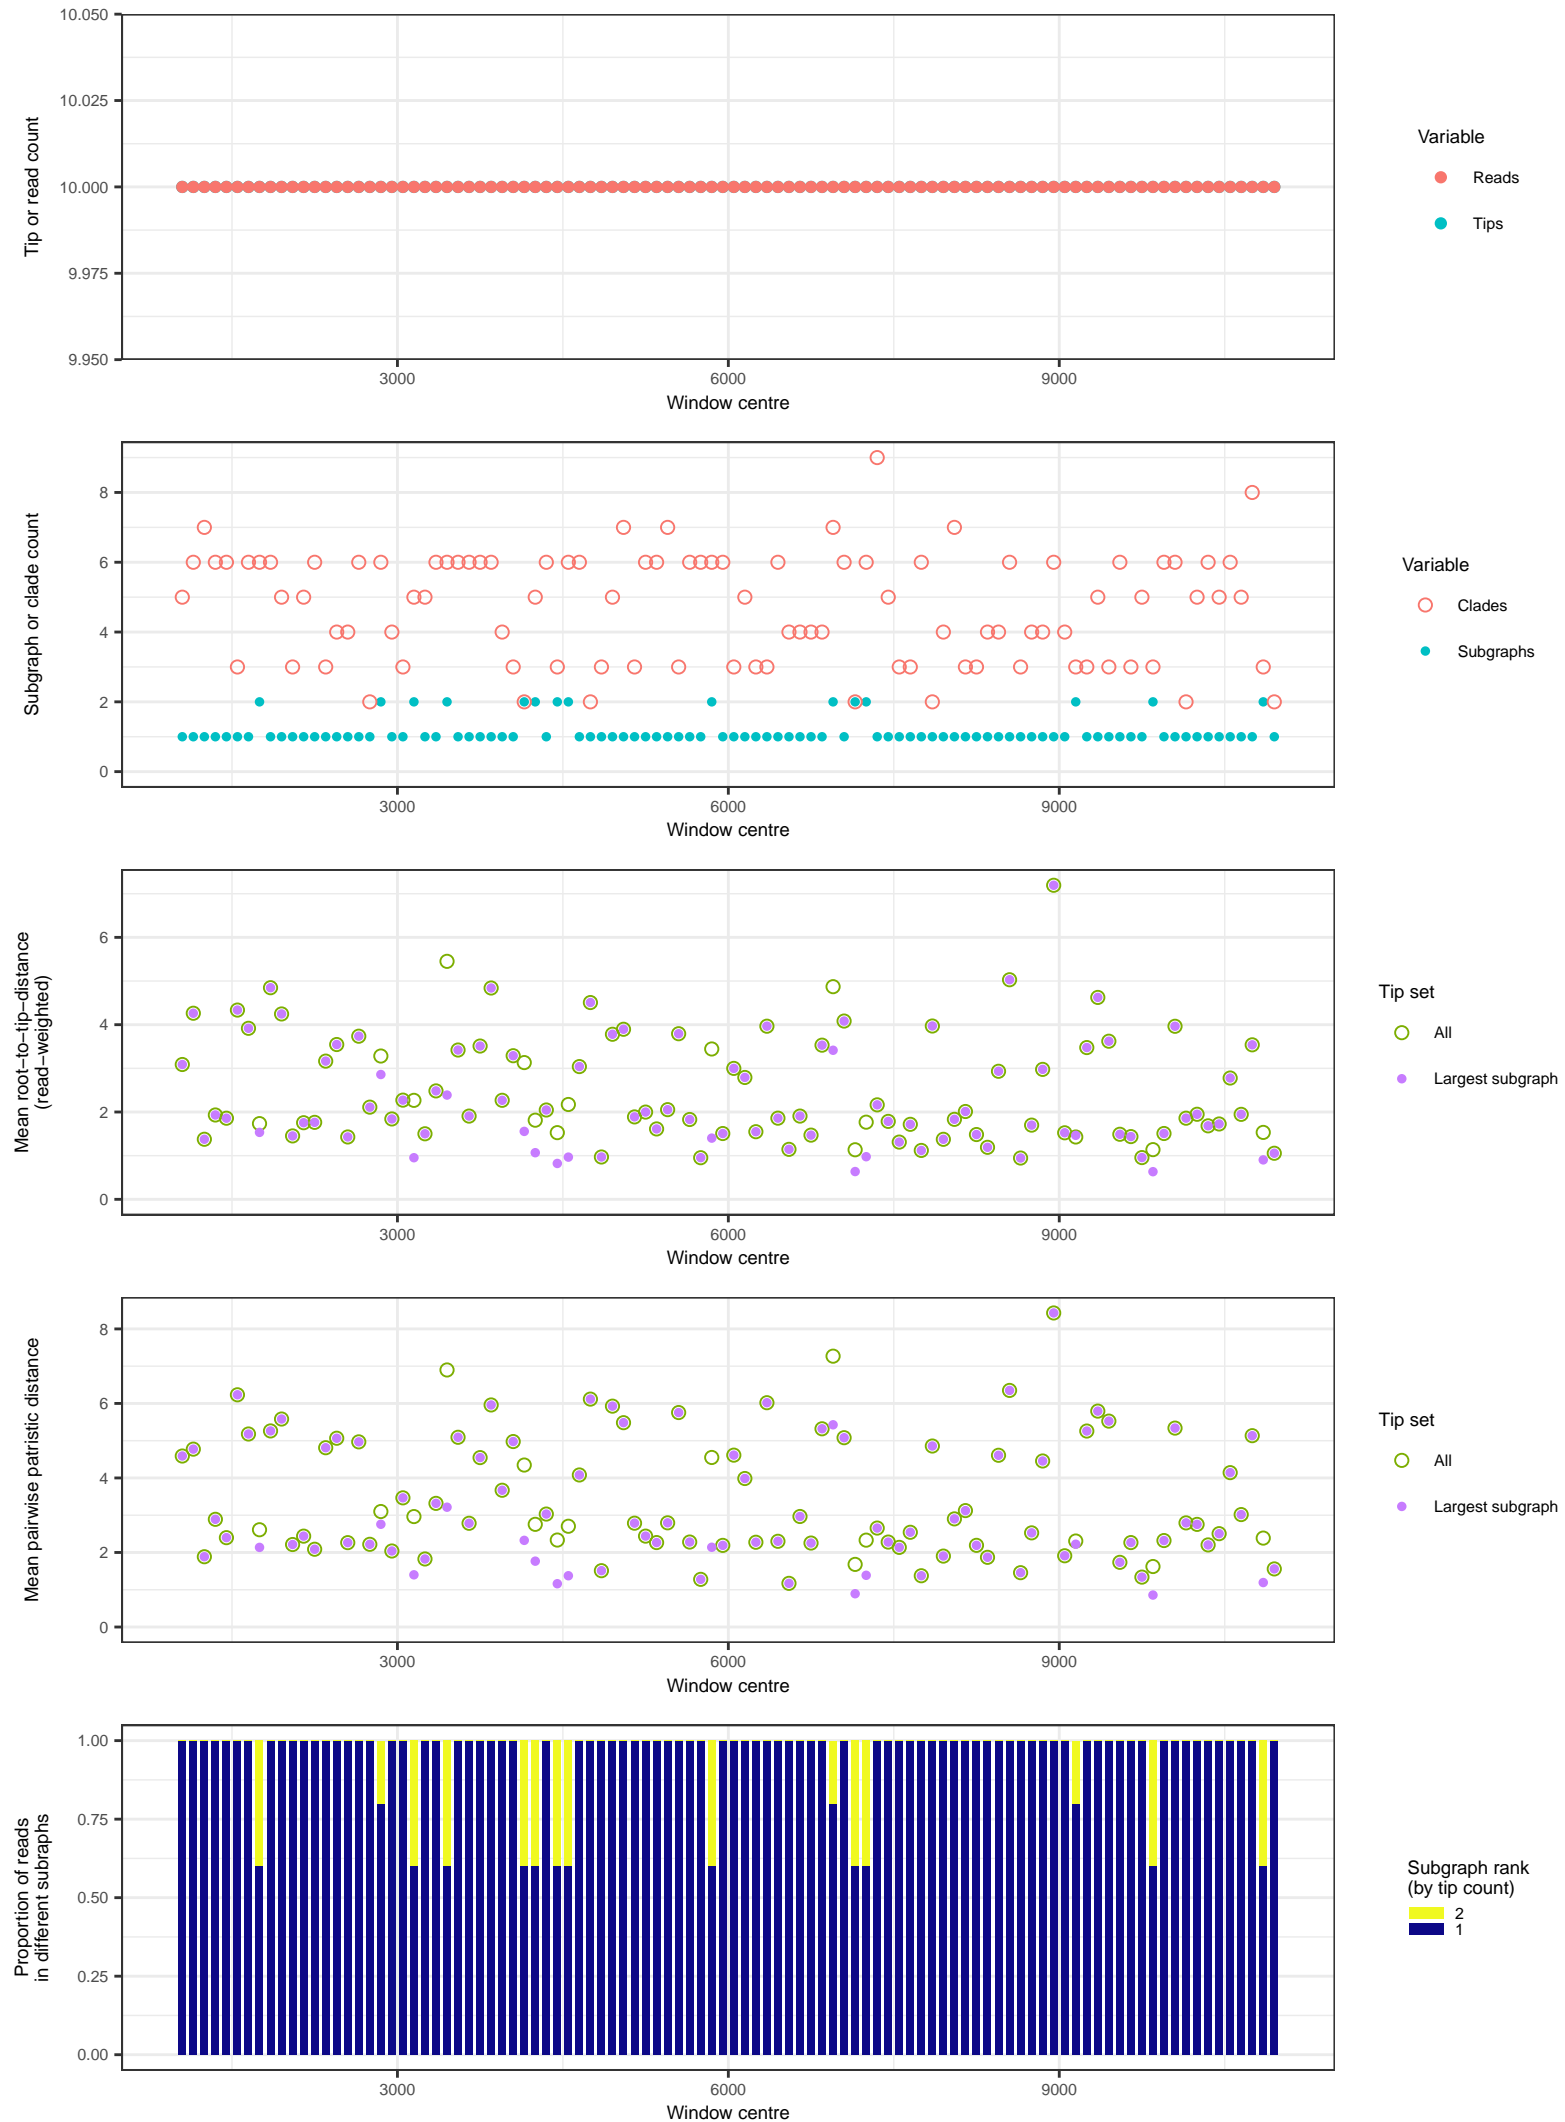 10.050
10.025
10.000
9.975
9.950
Tip or read count
3000
6000
9000
Window centre
Variable
Reads
Tips
8
6
4
2
0
Subgraph or clade count
3000
6000
9000
Window centre
Variable
Clades
Subgraphs
6
4
2
0
Mean root−to−tip−distance
(read−weighted)
3000
6000
9000
Window centre
Tip set
All
Largest subgraph
8
6
4
2
0
Mean pairwise patristic distance
3000
6000
9000
Window centre
Tip set
All
Largest subgraph
1.00
0.75
0.50
0.25
0.00
Proportion of reads
in different subraphs
3000
6000
9000
Window centre
Subgraph rank
(by tip count)
2
1